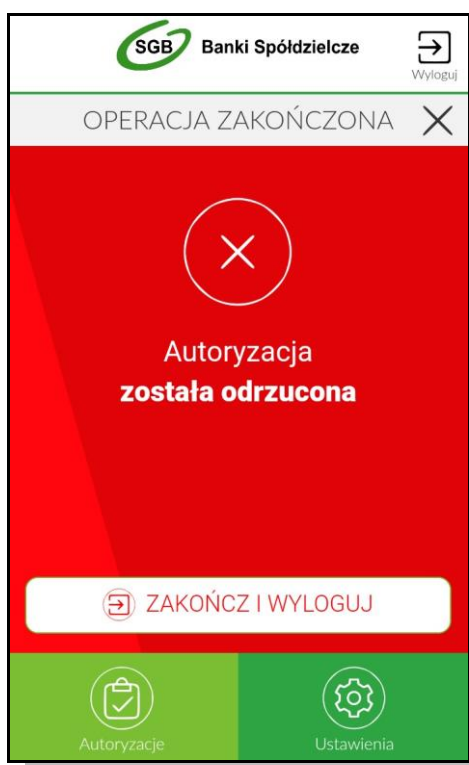 SGB Banki Spółdzielcze
Wyloguj
OPERACJA ZAKOŃCZONA
Autoryzacja
została odrzucona
ZAKOŃCZ I WYLOGUJ
Autoryzacje
Ustawienia